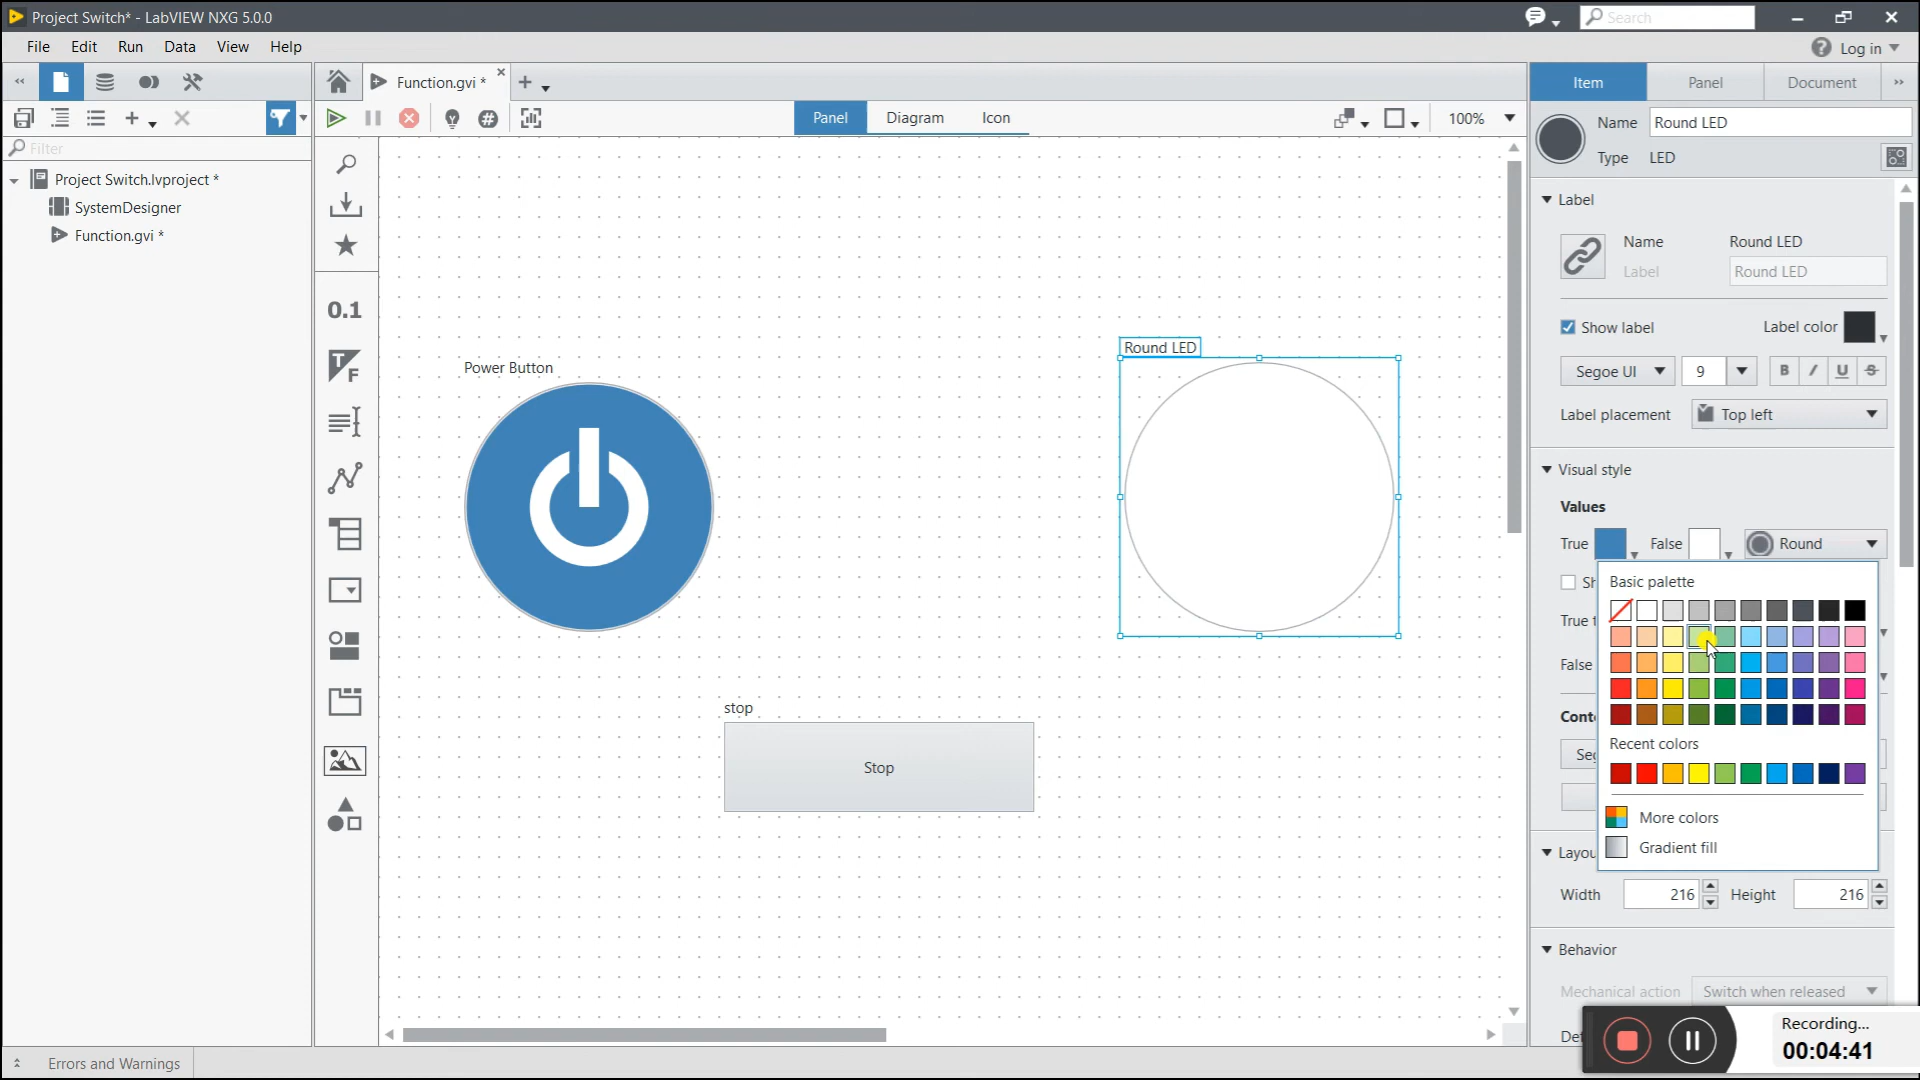 Project Switch* - LabVIEW NXG 5.0.0
Search
File Edit Run Data View Help
Log in
Function.gvi *
Item Panel Document
Panel Diagram Icon
100%
Name Round LED
Type LED
Filter
Project Switch.lvproject *
SystemDesigner
Function.gvi *
Label
Name Round LED
Label Round LED
Show label Label color
Segoe UI 9 B I U S
Label placement Top left
0.1
T F
Power Button
Round LED
Visual style
Values
True False Round
Basic palette
Sh
True
False
Recent colors
Cont
Seg
More colors
Gradient fill
stop
Stop
Layou
Width 216 Height 216
Behavior
Mechanical action Switch when released
Def
Recording...
00:04:41
Errors and Warnings